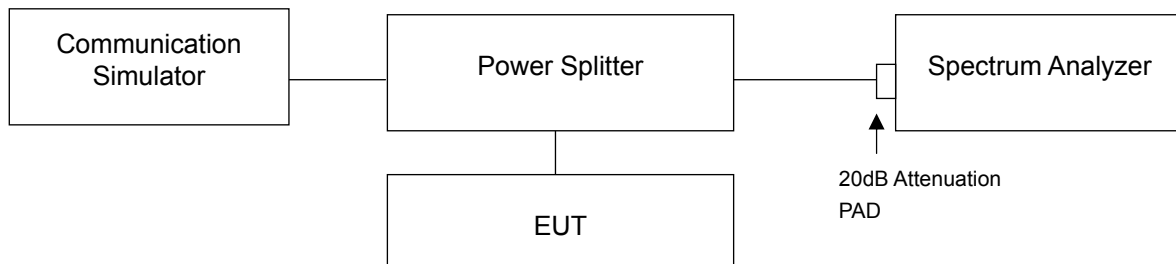 Communication
Simulator
Power Splitter
Spectrum Analyzer
20dB Attenuation
PAD
EUT